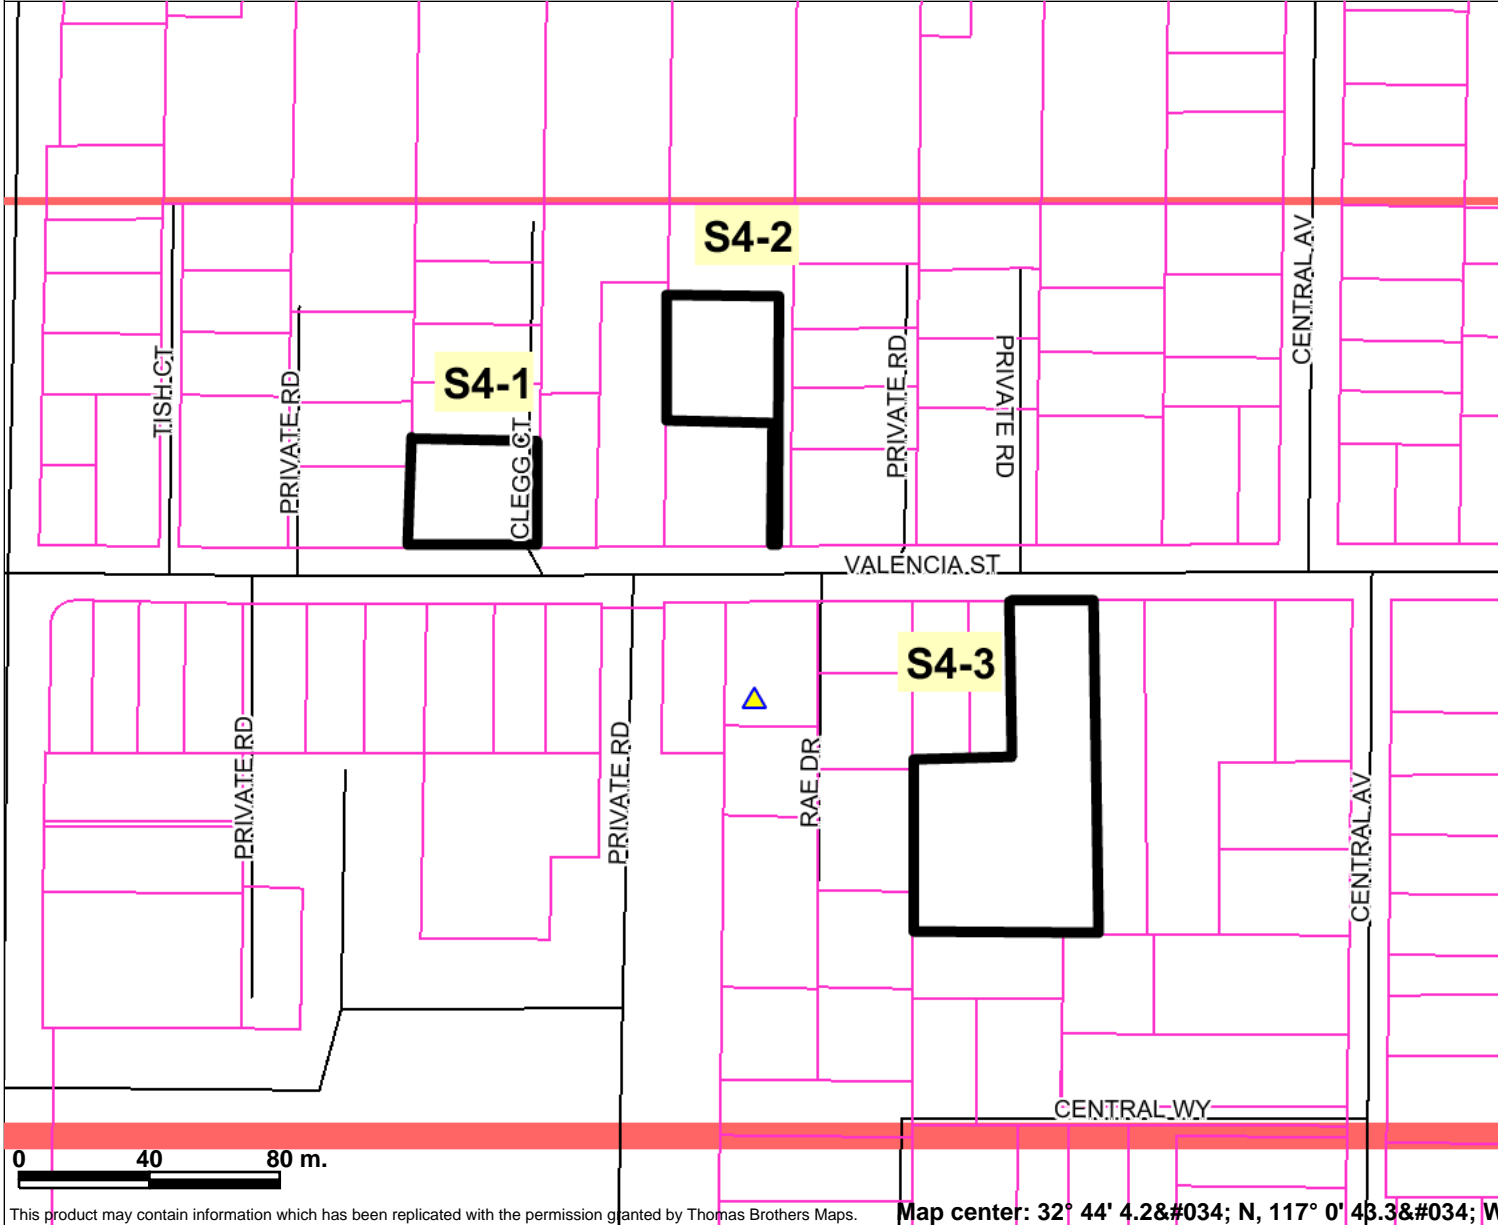 S4-2
CENTRAL AV
TISH CT
PRIVATE RD
S4-1
CLEGG CT
PRIVATE RD
PRIVATE RD
VALENCIA ST
S4-3
PRIVATE RD
PRIVATE RD
RAE DR
CENTRAL AV
CENTRAL WY
0 40 80 m.
This product may contain information which has been replicated with the permission granted by Thomas Brothers Maps.
Map center: 32° 44' 4.2&#034; N, 117° 0' 43.3&#034; W